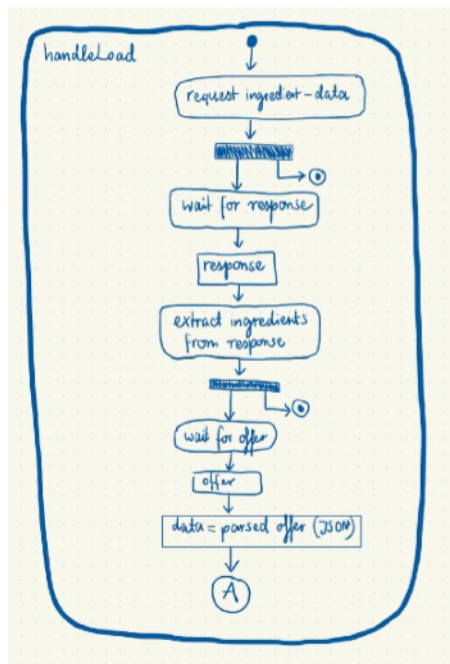 handleLoad
request ingredient-data
wait for response
response
extract ingredients
from response
wait for offer
offer
data = parsed offer (JSON)
A